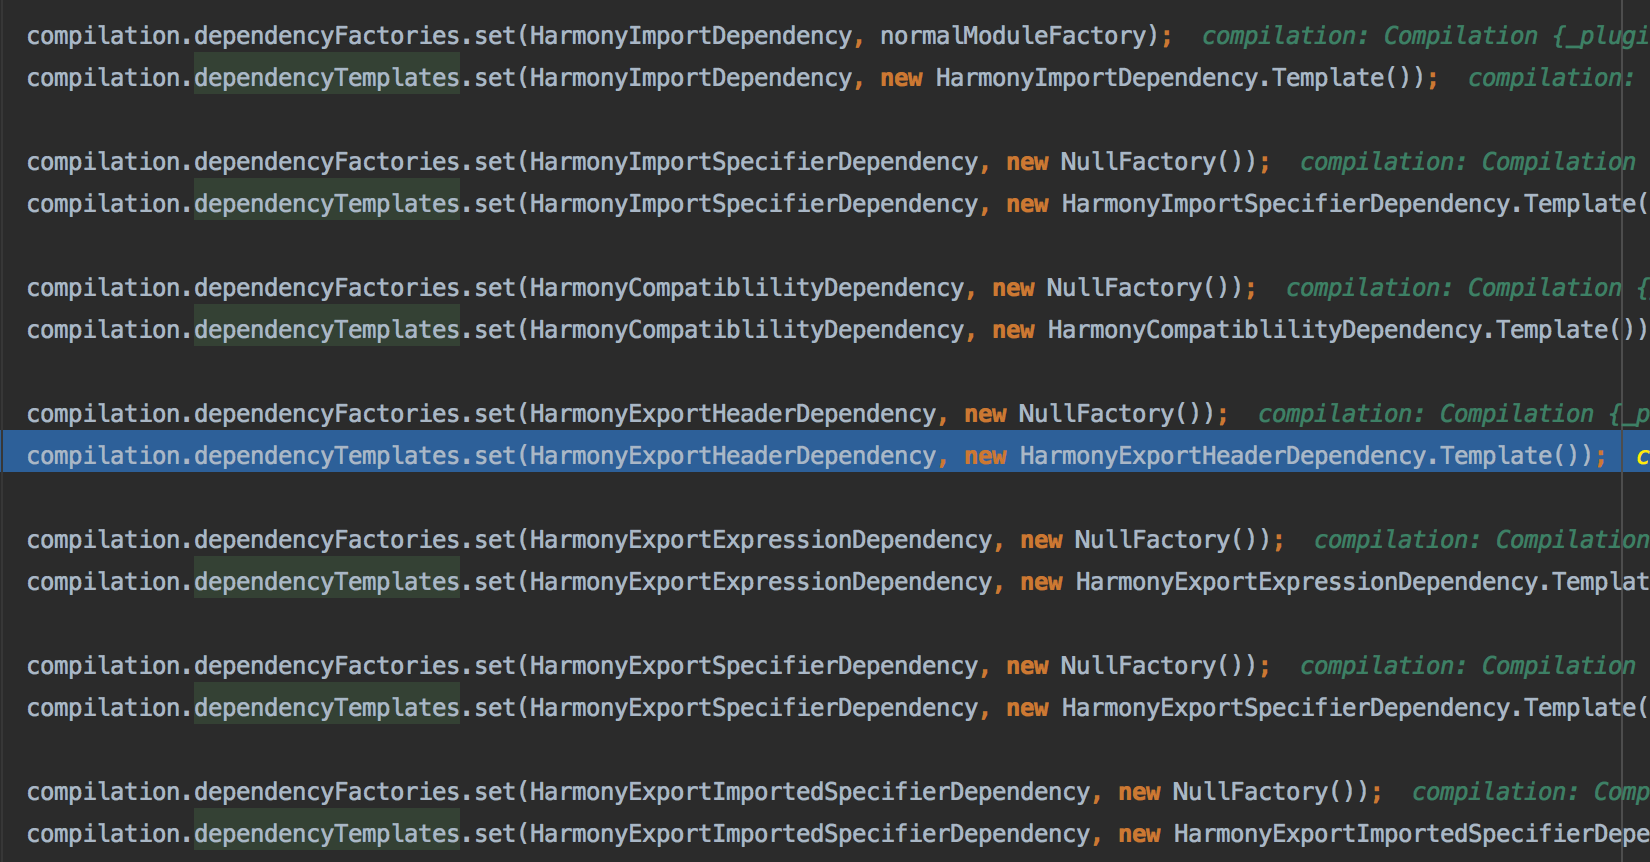 compilation.dependencyFactories.set(HarmonyImportDependency, normalModuleFactory);  compilation: Compilation {_plugi
compilation.dependencyTemplates.set(HarmonyImportDependency, new HarmonyImportDependency.Template());  compilation:
compilation.dependencyFactories.set(HarmonyImportSpecifierDependency, new NullFactory());  compilation: Compilation
compilation.dependencyTemplates.set(HarmonyImportSpecifierDependency, new HarmonyImportSpecifierDependency.Template(
compilation.dependencyFactories.set(HarmonyCompatiblilityDependency, new NullFactory());  compilation: Compilation {
compilation.dependencyTemplates.set(HarmonyCompatiblilityDependency, new HarmonyCompatiblilityDependency.Template())
compilation.dependencyFactories.set(HarmonyExportHeaderDependency, new NullFactory());  compilation: Compilation {_p
compilation.dependencyTemplates.set(HarmonyExportHeaderDependency, new HarmonyExportHeaderDependency.Template());  c
compilation.dependencyFactories.set(HarmonyExportExpressionDependency, new NullFactory());  compilation: Compilation
compilation.dependencyTemplates.set(HarmonyExportExpressionDependency, new HarmonyExportExpressionDependency.Templat
compilation.dependencyFactories.set(HarmonyExportSpecifierDependency, new NullFactory());  compilation: Compilation
compilation.dependencyTemplates.set(HarmonyExportSpecifierDependency, new HarmonyExportSpecifierDependency.Template(
compilation.dependencyFactories.set(HarmonyExportImportedSpecifierDependency, new NullFactory());  compilation: Comp
compilation.dependencyTemplates.set(HarmonyExportImportedSpecifierDependency, new HarmonyExportImportedSpecifierDepe